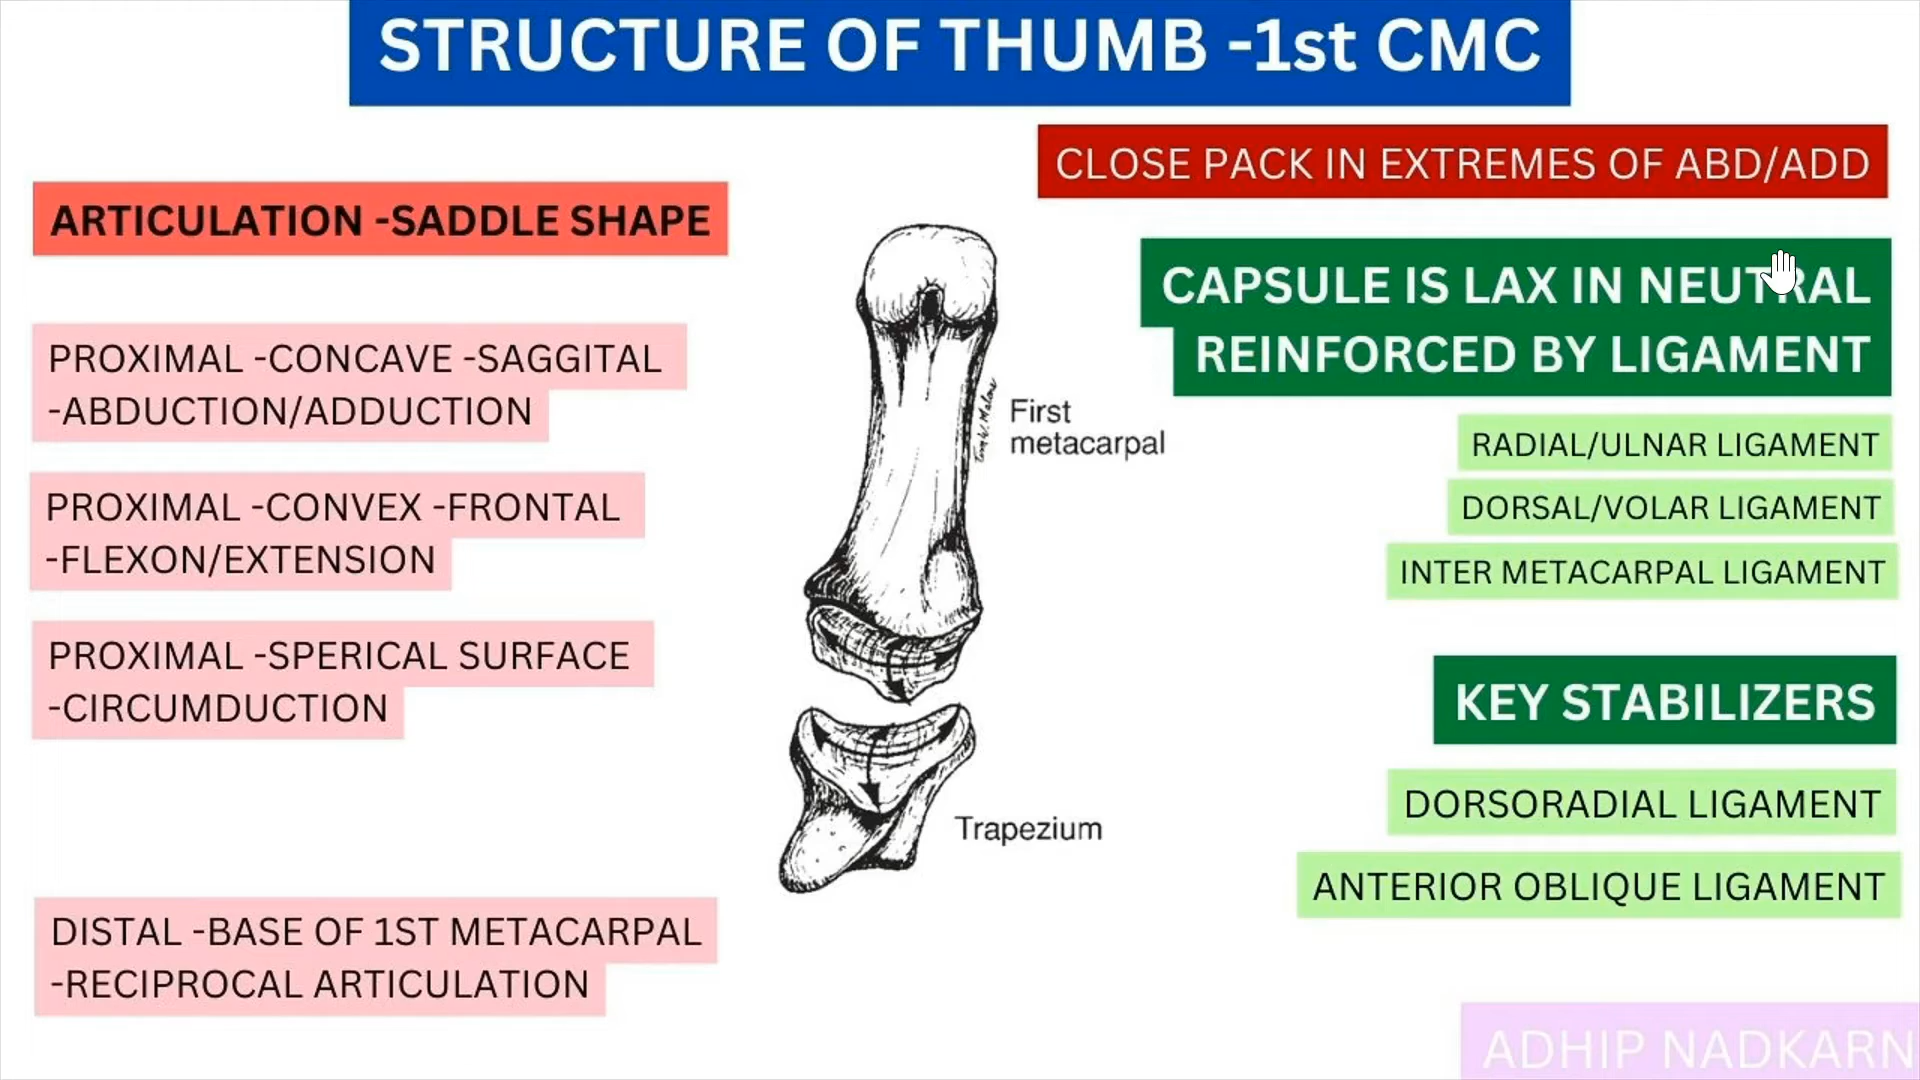 STRUCTURE OF THUMB -1st CMC
CLOSE PACK IN EXTREMES OF ABD/ADD
ARTICULATION -SADDLE SHAPE
PROXIMAL -CONCAVE -SAGGITAL
-ABDUCTION/ADDUCTION
PROXIMAL -CONVEX -FRONTAL
-FLEXON/EXTENSION
PROXIMAL -SPERICAL SURFACE
-CIRCUMDUCTION
DISTAL -BASE OF 1ST METACARPAL
-RECIPROCAL ARTICULATION
First
metacarpal
Trapezium
CAPSULE IS LAX IN NEUTRAL
REINFORCED BY LIGAMENT
RADIAL/ULNAR LIGAMENT
DORSAL/VOLAR LIGAMENT
INTER METACARPAL LIGAMENT
KEY STABILIZERS
DORSORADIAL LIGAMENT
ANTERIOR OBLIQUE LIGAMENT
ADHIP NADKARN